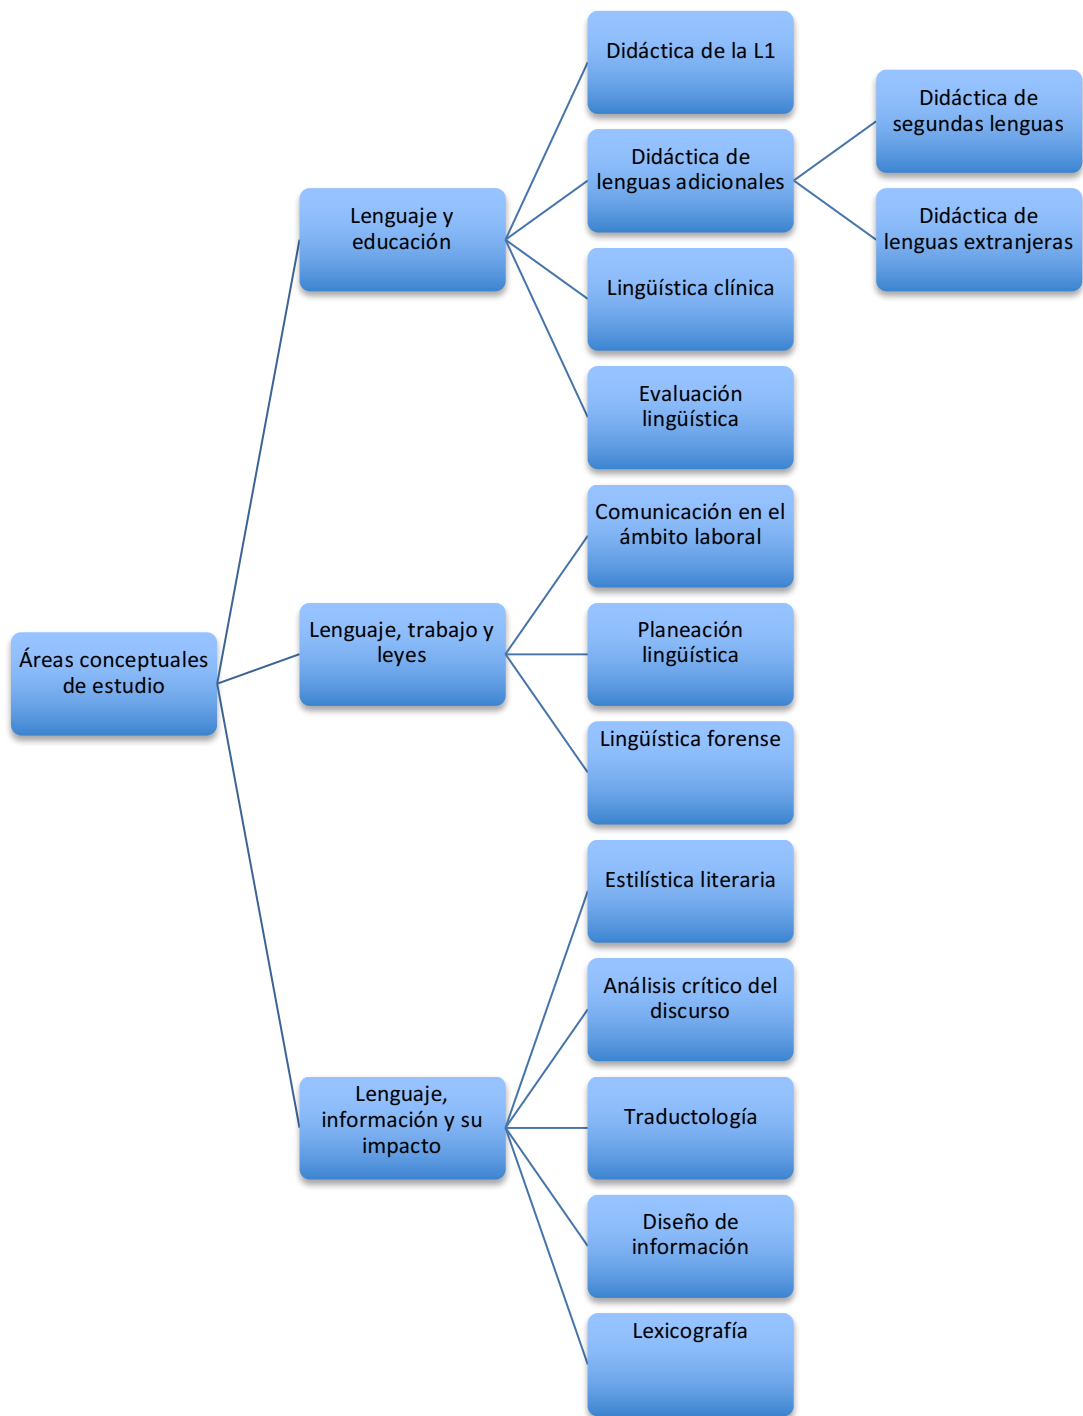 Áreas conceptuales
de estudio
Lenguaje y
educación
Didáctica de la L1
Didáctica de
lenguas adicionales
Didáctica de
segundas lenguas
Didáctica de
lenguas extranjeras
Lingüística clínica
Evaluación
lingüística
Lenguaje, trabajo y
leyes
Comunicación en el
ámbito laboral
Planeación
lingüística
Lingüística forense
Lenguaje,
información y su
impacto
Estilística literaria
Análisis crítico del
discurso
Traductología
Diseño de
información
Lexicografía